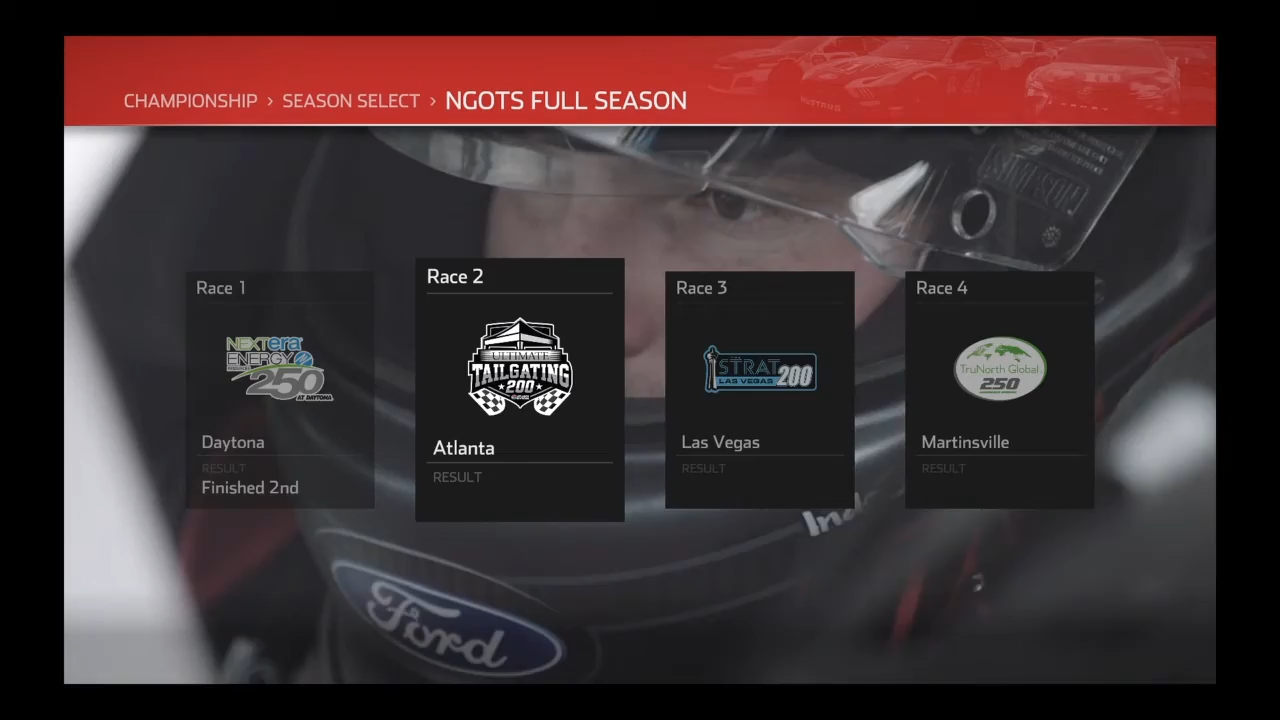 CHAMPIONSHIP › SEASON SELECT › NGOTS FULL SEASON
Race 1
NEXTera
ENERGY
250
AT DAYTONA
Daytona
RESULT
Finished 2nd
Race 2
ULTIMATE
TAILGATING
200
Atlanta
RESULT
Race 3
STRAT
LAS VEGAS 200
Las Vegas
RESULT
Race 4
TruNorth Global
250
Martinsville
RESULT
SIMPSON
Ind
Ford